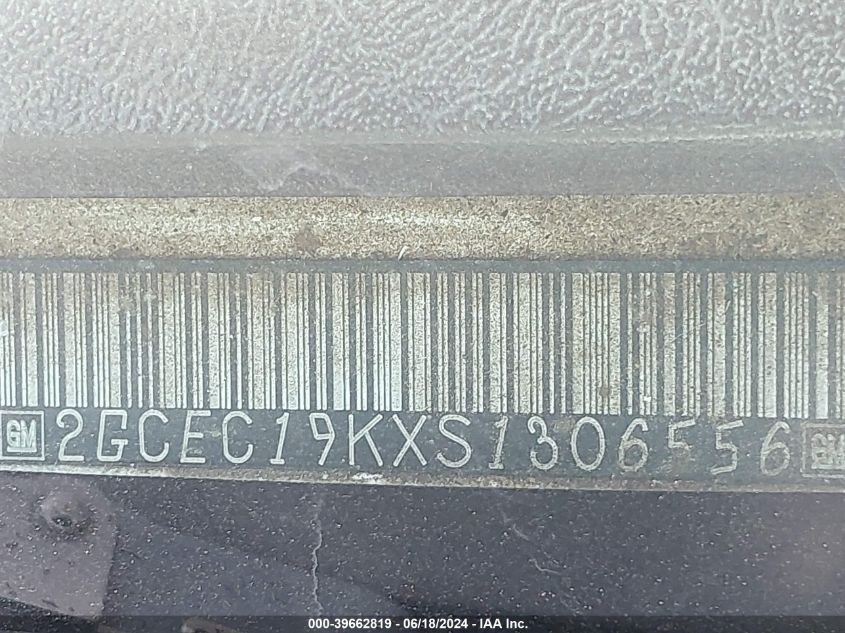 GM 2GCEC19KXS1306556 GM
000-39662819 / 06/18/2024 - IAA Inc.